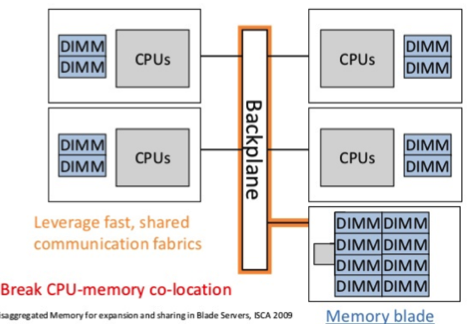 DIMM
DIMM
CPUs
CPUs
DIMM
DIMM
DIMM
DIMM
CPUs
CPUs
DIMM
DIMM
Backplane
Leverage fast, shared
communication fabrics
DIMM DIMM
DIMM DIMM
DIMM DIMM
DIMM DIMM
Break CPU-memory co-location
Memory for expansion and sharing in Blade Servers, ISCA 2009
Memory blade